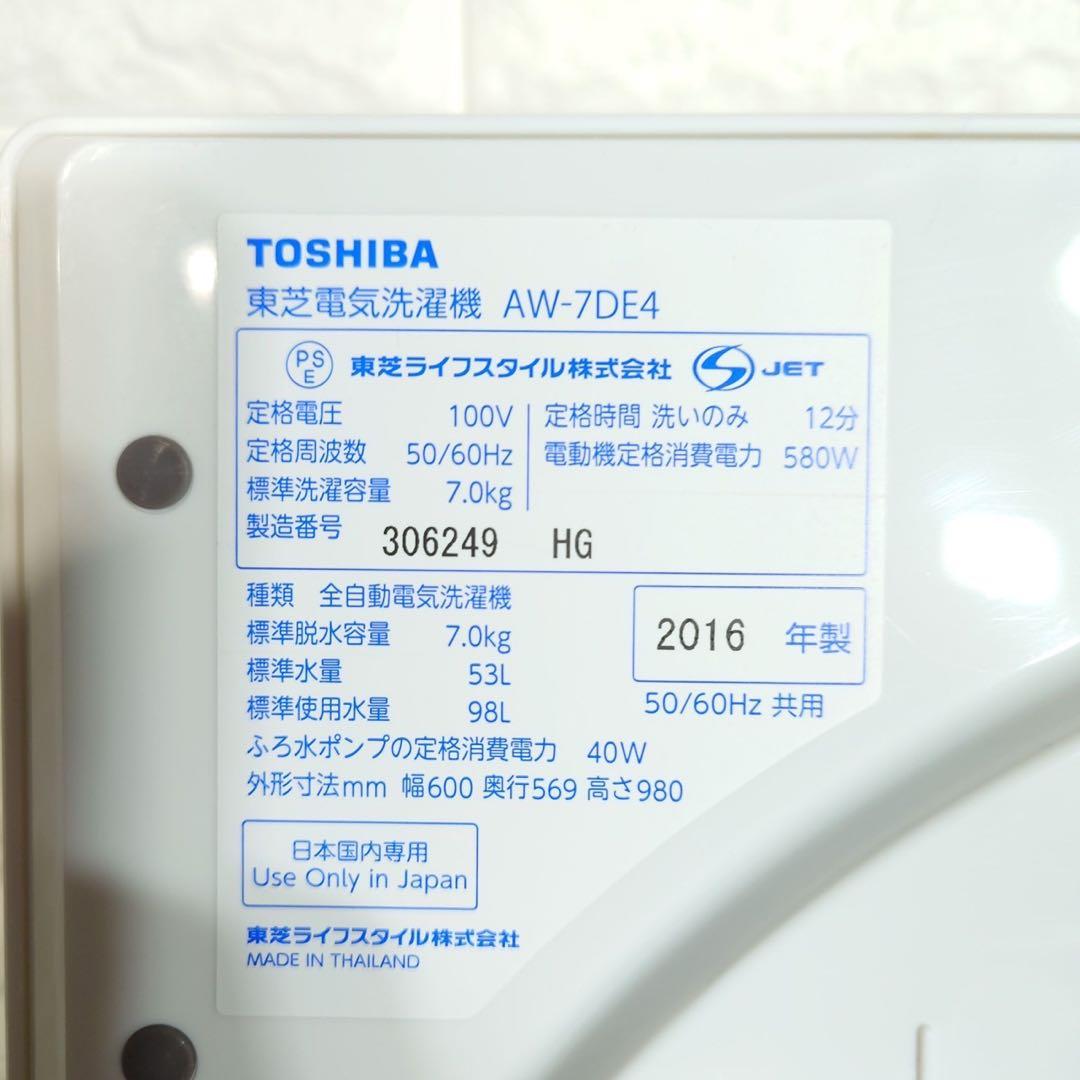 TOSHIBA
東芝電気洗濯機 AW-7DE4
PSE 東芝ライフスタイル株式会社 S JET
定格電圧 100V
定格周波数 50/60Hz
標準洗濯容量 7.0kg
定格時間 洗いのみ 12分
電動機定格消費電力 580W
製造番号 306249 HG
種類 全自動電気洗濯機
標準脱水容量 7.0kg
標準水量 53L
標準使用水量 98L
2016 年製
50/60Hz 共用
ふろ水ポンプの定格消費電力 40W
外形寸法mm 幅600 奥行569 高さ980
日本国内専用
Use Only in Japan
東芝ライフスタイル株式会社
MADE IN THAILAND